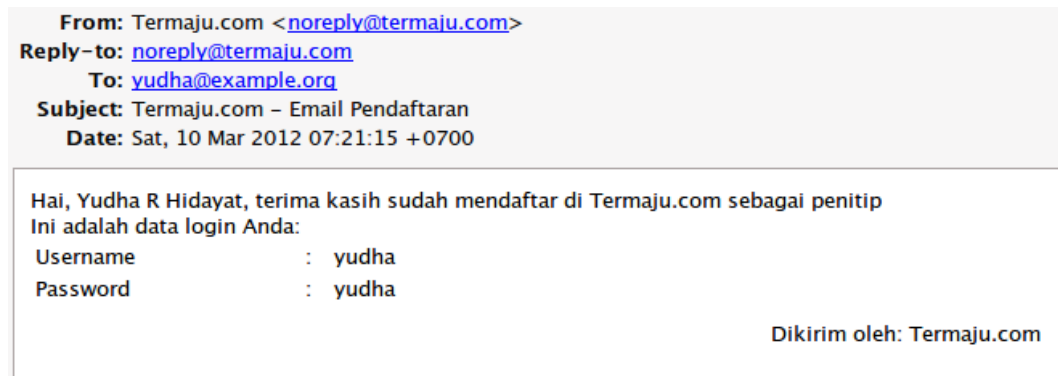 From: Termaju.com <noreply@termaju.com>
Reply-to: noreply@termaju.com
To: yudha@example.org
Subject: Termaju.com – Email Pendaftaran
Date: Sat, 10 Mar 2012 07:21:15 +0700
Hai, Yudha R Hidayat, terima kasih sudah mendaftar di Termaju.com sebagai penitip
Ini adalah data login Anda:
Username : yudha
Password : yudha
Dikirim oleh: Termaju.com